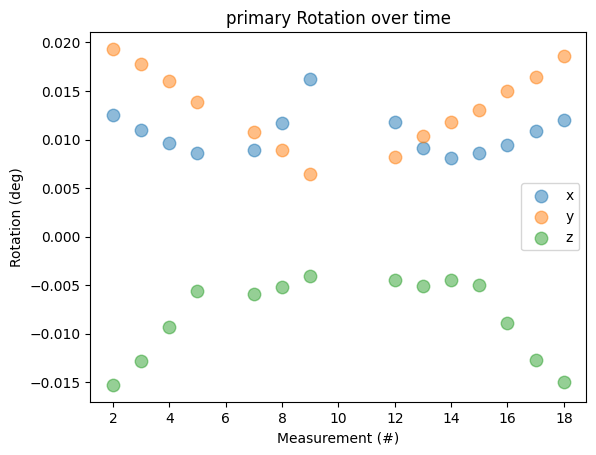 primary Rotation over time
0.020
0.015
0.010
0.005
0.000
−0.005
−0.010
−0.015
Rotation (deg)
x
y
z
2 4 6 8 10 12 14 16 18
Measurement (#)